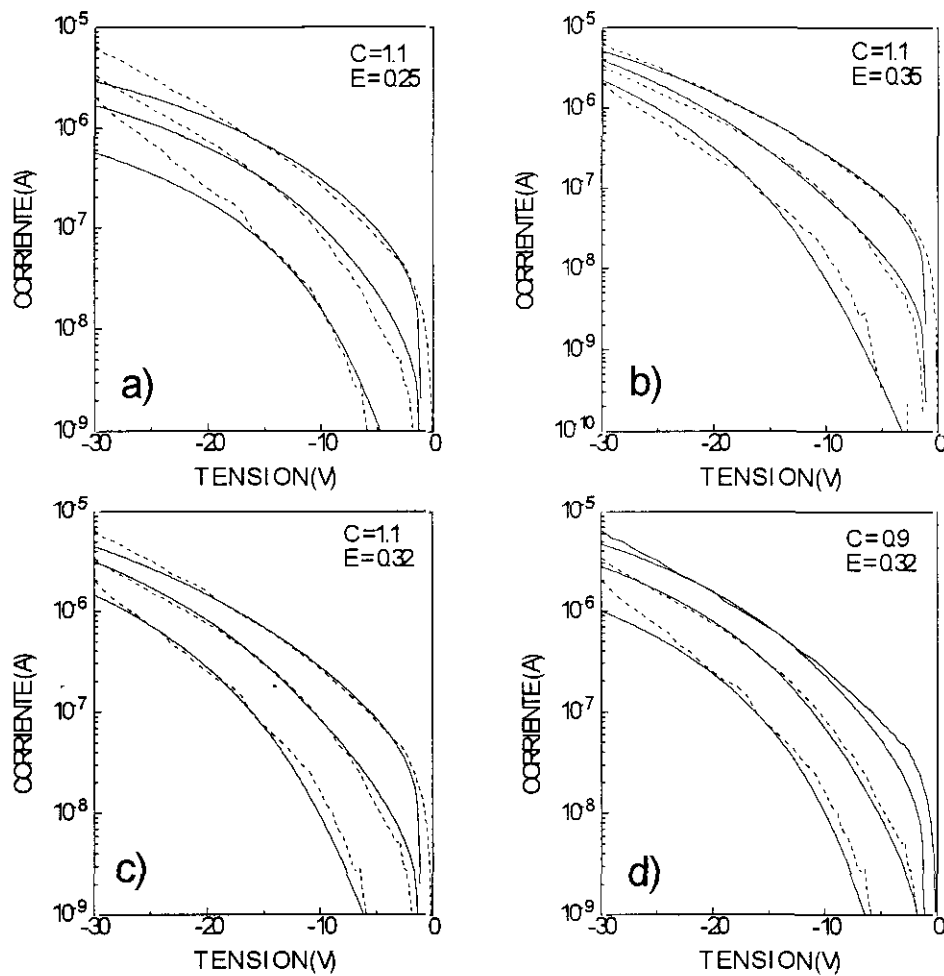 10^-5
10^-6
10^-7
10^-8
10^-9
CORRIENTE(A)
C=1.1
E=0.25
a)
-30
-20
-10
0
TENSION(V)
10^-5
10^-6
10^-7
10^-8
10^-9
10^-10
CORRIENTE(A)
C=1.1
E=0.35
b)
-30
-20
-10
0
TENSION(V)
10^-5
10^-6
10^-7
10^-8
10^-9
CORRIENTE(A)
C=1.1
E=0.32
c)
-30
-20
-10
0
TENSION(V)
10^-5
10^-6
10^-7
10^-8
10^-9
CORRIENTE(A)
C=0.9
E=0.32
d)
-30
-20
-10
0
TENSION(V)